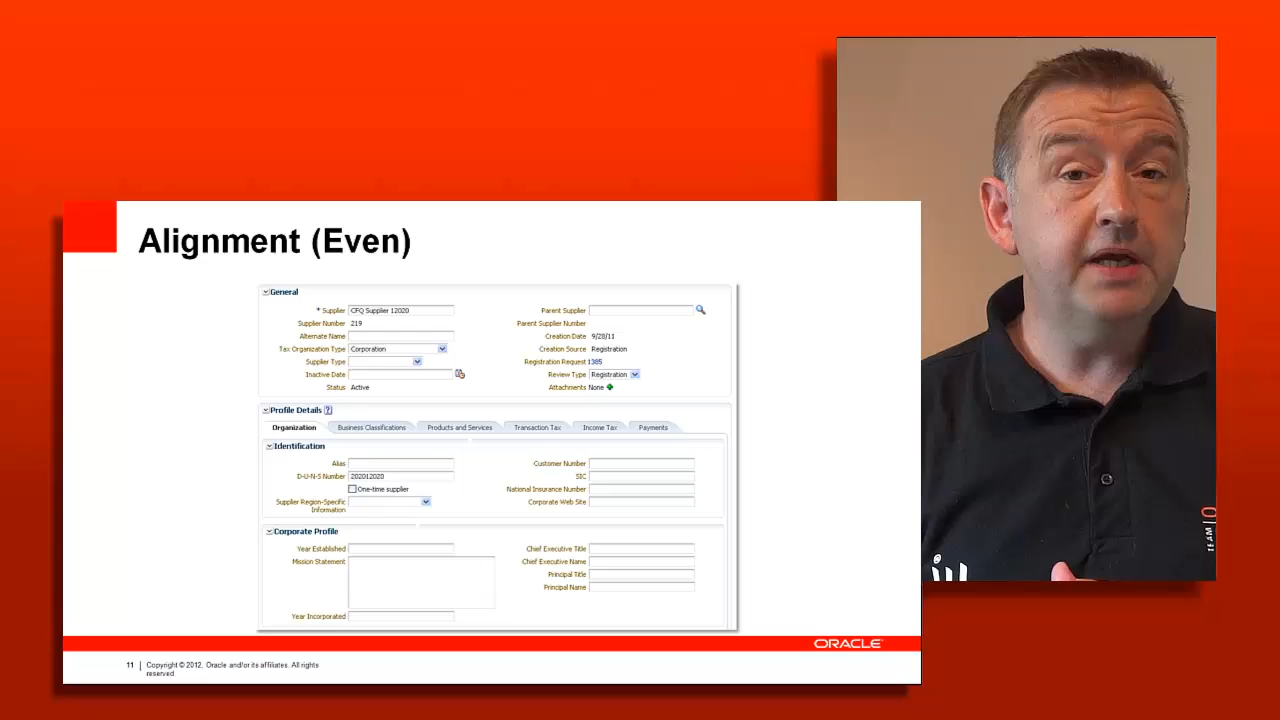 Alignment (Even)
General
* Supplier CFQ Supplier 12020
Supplier Number 219
Alternate Name
Tax Organization Type Corporation
Supplier Type
Inactive Date
Status Active
Parent Supplier
Parent Supplier Number
Creation Date 9/28/11
Creation Source Registration
Registration Request 1385
Review Type Registration
Attachments None
Profile Details ?
Organization Business Classifications Products and Services Transaction Tax Income Tax Payments
Identification
Alias
D-U-N-S Number 202012020
One-time supplier
Supplier Region-Specific
Information
Customer Number
SIC
National Insurance Number
Corporate Web Site
Corporate Profile
Year Established
Mission Statement
Year Incorporated
Chief Executive Title
Chief Executive Name
Principal Title
Principal Name
ORACLE
11 | Copyright © 2012, Oracle and/or its affiliates. All rights
reserved
TEAM